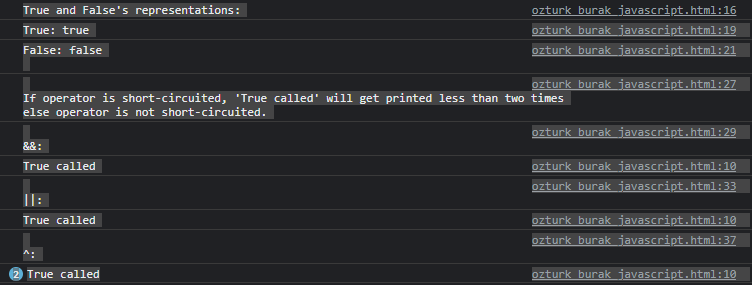 True and False's representations: ozturk_burak_javascript.html:16
True: true ozturk_burak_javascript.html:19
False: false ozturk_burak_javascript.html:21
ozturk_burak_javascript.html:27
If operator is short-circuited, 'True called' will get printed less than two times
else operator is not short-circuited.
ozturk_burak_javascript.html:29
&&:
True called ozturk_burak_javascript.html:10
ozturk_burak_javascript.html:33
||:
True called ozturk_burak_javascript.html:10
ozturk_burak_javascript.html:37
^:
2 True called ozturk_burak_javascript.html:10